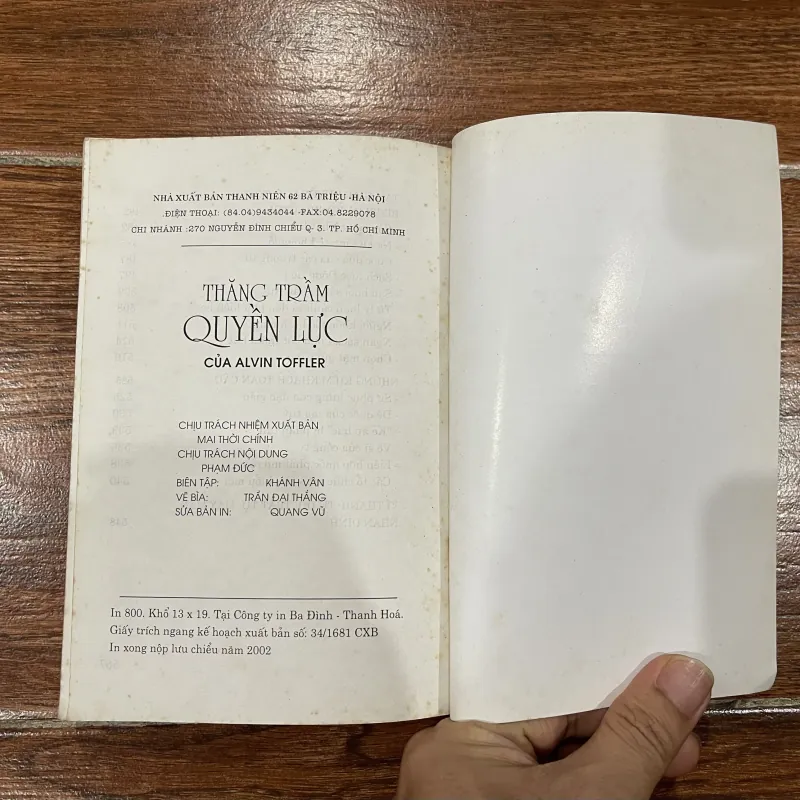 NHÀ XUẤT BẢN THANH NIÊN 62 BÀ TRIỆU -HÀ NỘI
.ĐIỆN THOẠI: (84.04)9434044 -FAX:04.8229078
CHI NHÁNH :270 NGUYỄN ĐÌNH CHIỂU Q- 3. TP. HỒ CHÍ MINH
THĂNG TRẦM
QUYỀN LỰC
CỦA ALVIN TOFFLER
CHỊU TRÁCH NHIỆM XUẤT BẢN
MAI THỜI CHÍNH
CHỊU TRÁCH NỘI DUNG
PHẠM ĐỨC
BIÊN TẬP: KHÁNH VÂN
VẼ BÌA: TRẦN ĐẠI THẮNG
SỬA BẢN IN: QUANG VŨ
In 800. Khổ 13 x 19. Tại Công ty in Ba Đình - Thanh Hoá.
Giấy trích ngang kế hoạch xuất bản số: 34/1681 CXB
In xong nộp lưu chiểu năm 2002